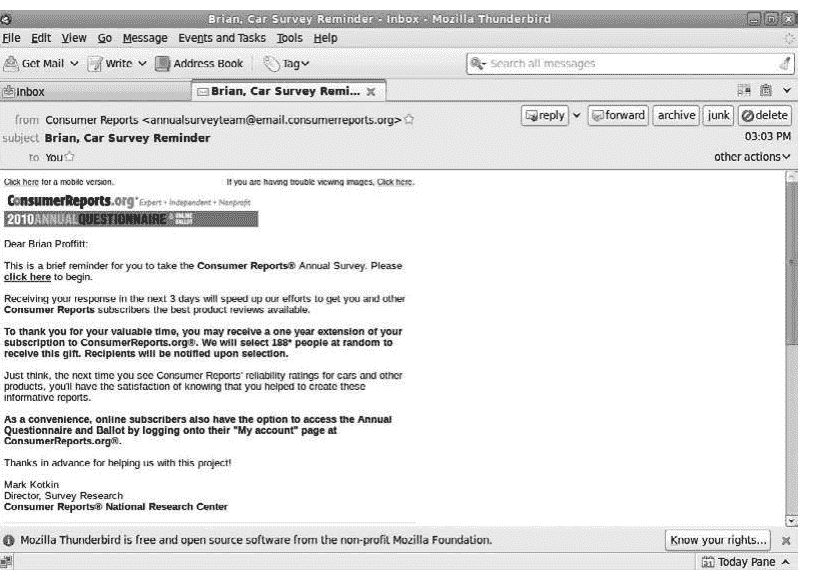 Brian, Car Survey Reminder - Inbox - Mozilla Thunderbird
File Edit View Go Message Events and Tasks Tools Help
Get Mail Write Address Book Tag Search all messages
Inbox Brian, Car Survey Remi...
from Consumer Reports <annualsurveyteam@email.consumerreports.org> reply forward archive junk delete
subject Brian, Car Survey Reminder 03:03 PM
to You other actions
Click here for a mobile version. If you are having trouble viewing images, Click here.
ConsumerReports.org® Expert • Independent • Nonprofit
2010 ANNUAL QUESTIONNAIRE & ONLINE BALLOT
Dear Brian Proffitt:
This is a brief reminder for you to take the Consumer Reports® Annual Survey. Please
click here to begin.
Receiving your response in the next 3 days will speed up our efforts to get you and other
Consumer Reports subscribers the best product reviews available.
To thank you for your valuable time, you may receive a one year extension of your
subscription to ConsumerReports.org®. We will select 188* people at random to
receive this gift. Recipients will be notified upon selection.
Just think, the next time you see Consumer Reports' reliability ratings for cars and other
products, you'll have the satisfaction of knowing that you helped to create these
informative reports.
As a convenience, online subscribers also have the option to access the Annual
Questionnaire and Ballot by logging onto their "My account" page at
ConsumerReports.org®.
Thanks in advance for helping us with this project!
Mark Kotkin
Director, Survey Research
Consumer Reports® National Research Center
Mozilla Thunderbird is free and open source software from the non-profit Mozilla Foundation. Know your rights...
31 Today Pane